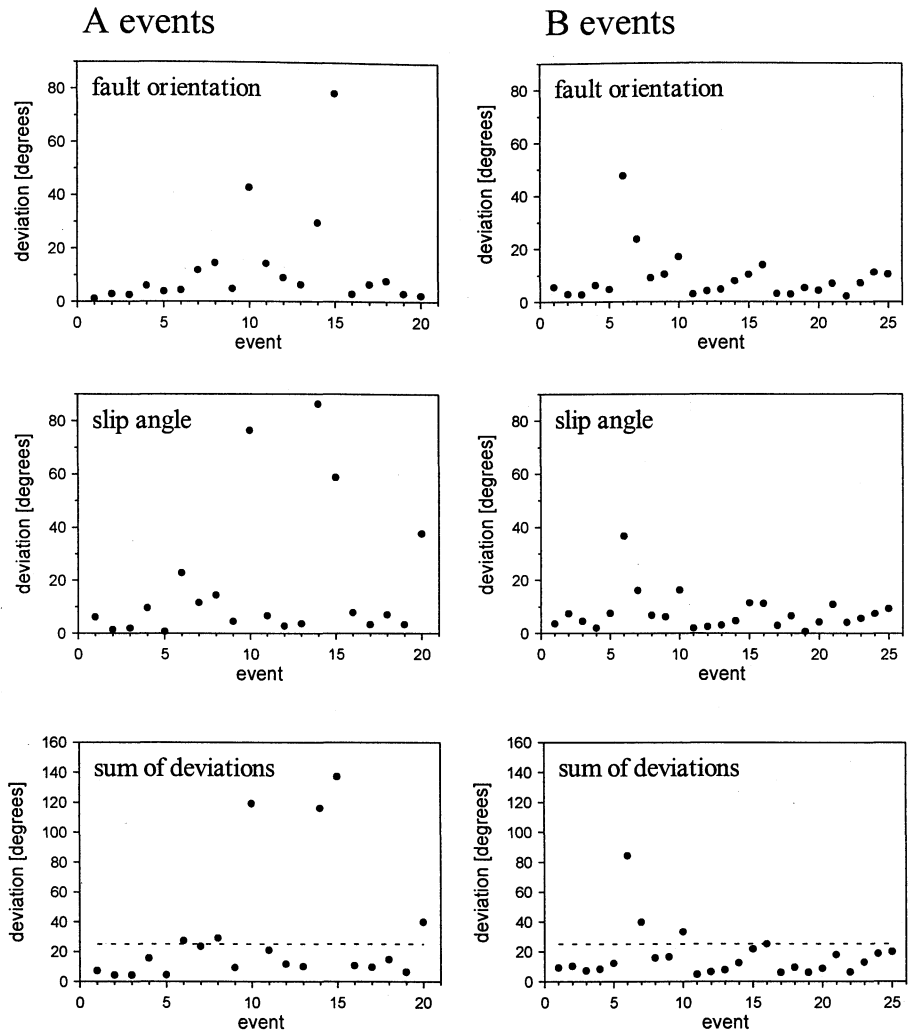 A events
B events
fault orientation
deviation [degrees]
80
60
40
20
0
0 5 10 15 20
event
fault orientation
deviation [degrees]
80
60
40
20
0
0 5 10 15 20 25
event
slip angle
deviation [degrees]
80
60
40
20
0
0 5 10 15 20
event
slip angle
deviation [degrees]
80
60
40
20
0
0 5 10 15 20 25
event
sum of deviations
deviation [degrees]
160
140
120
100
80
60
40
20
0
0 5 10 15 20
event
sum of deviations
deviation [degrees]
160
140
120
100
80
60
40
20
0
0 5 10 15 20 25
event